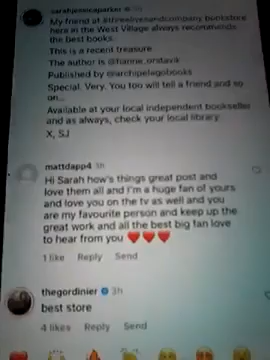 sarahjessicaparker 5h
My friend at @threelivesandcompany bookstore
here in the West Village always recommends
the best books.
This is a recent treasure
The author is @hanne_orstavik
Published by @archipelagobooks
Special. Very. You too will tell a friend and so
on...
Available at your local independent bookseller
and as always, check your local library
X, SJ
mattdapp4 1h
Hi Sarah how's things great post and
love them all and I'm a huge fan of yours
and love you on the tv as well and you
are my favourite person and keep up the
great work and all the best big fan love
to hear from you ❤️❤️❤️
1 like Reply Send
thegordinier 3h
best store
4 likes Reply Send